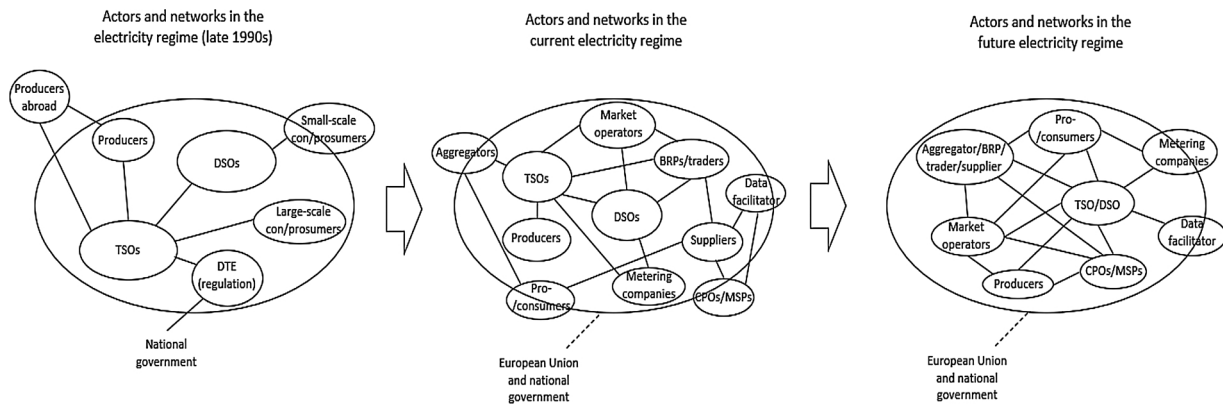 Actors and networks in the
electricity regime (late 1990s)
Producers
abroad
Producers
Small-scale
con/prosumers
DSOs
Large-scale
con/prosumers
TSOs
DTE
(regulation)
National
government
Actors and networks in the
current electricity regime
Market
operators
Aggregators
BRPs/traders
TSOs
Data
facilitator
DSOs
Producers
Suppliers
Metering
companies
Pro-
/consumers
CPOs/MSPs
European Union
and national
government
Actors and networks in the
future electricity regime
Pro-
/consumers
Aggregator/BRP/
trader/supplier
Metering
companies
TSO/DSO
Market
operators
Data
facilitator
CPOs/MSPs
Producers
European Union
and national
government